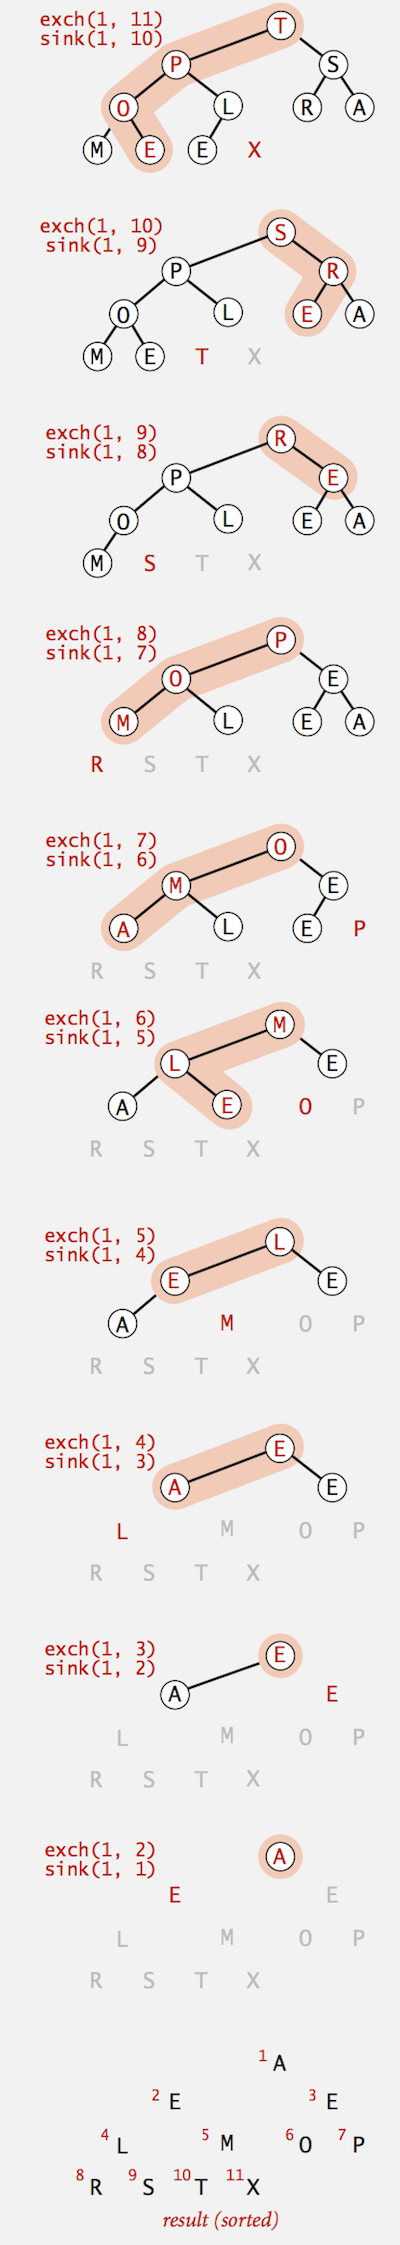 exch(1, 11)
sink(1, 10)
T
P S
O L R A
M E E X
exch(1, 10)
sink(1, 9)
S
P R
O L E A
M E T X
exch(1, 9)
sink(1, 8)
R
P E
O L E A
M S T X
exch(1, 8)
sink(1, 7)
P
O E
M L E A
R S T X
exch(1, 7)
sink(1, 6)
O
M E
A L E P
R S T X
exch(1, 6)
sink(1, 5)
M
L E
A E O P
R S T X
exch(1, 5)
sink(1, 4)
L
E E
A M O P
R S T X
exch(1, 4)
sink(1, 3)
E
A E
L M O P
R S T X
exch(1, 3)
sink(1, 2)
E
A E
L M O P
R S T X
exch(1, 2)
sink(1, 1)
A
E E
L M O P
R S T X
1 A
2 E 3 E
4 L 5 M 6 O 7 P
8 R 9 S 10 T 11 X
result (sorted)